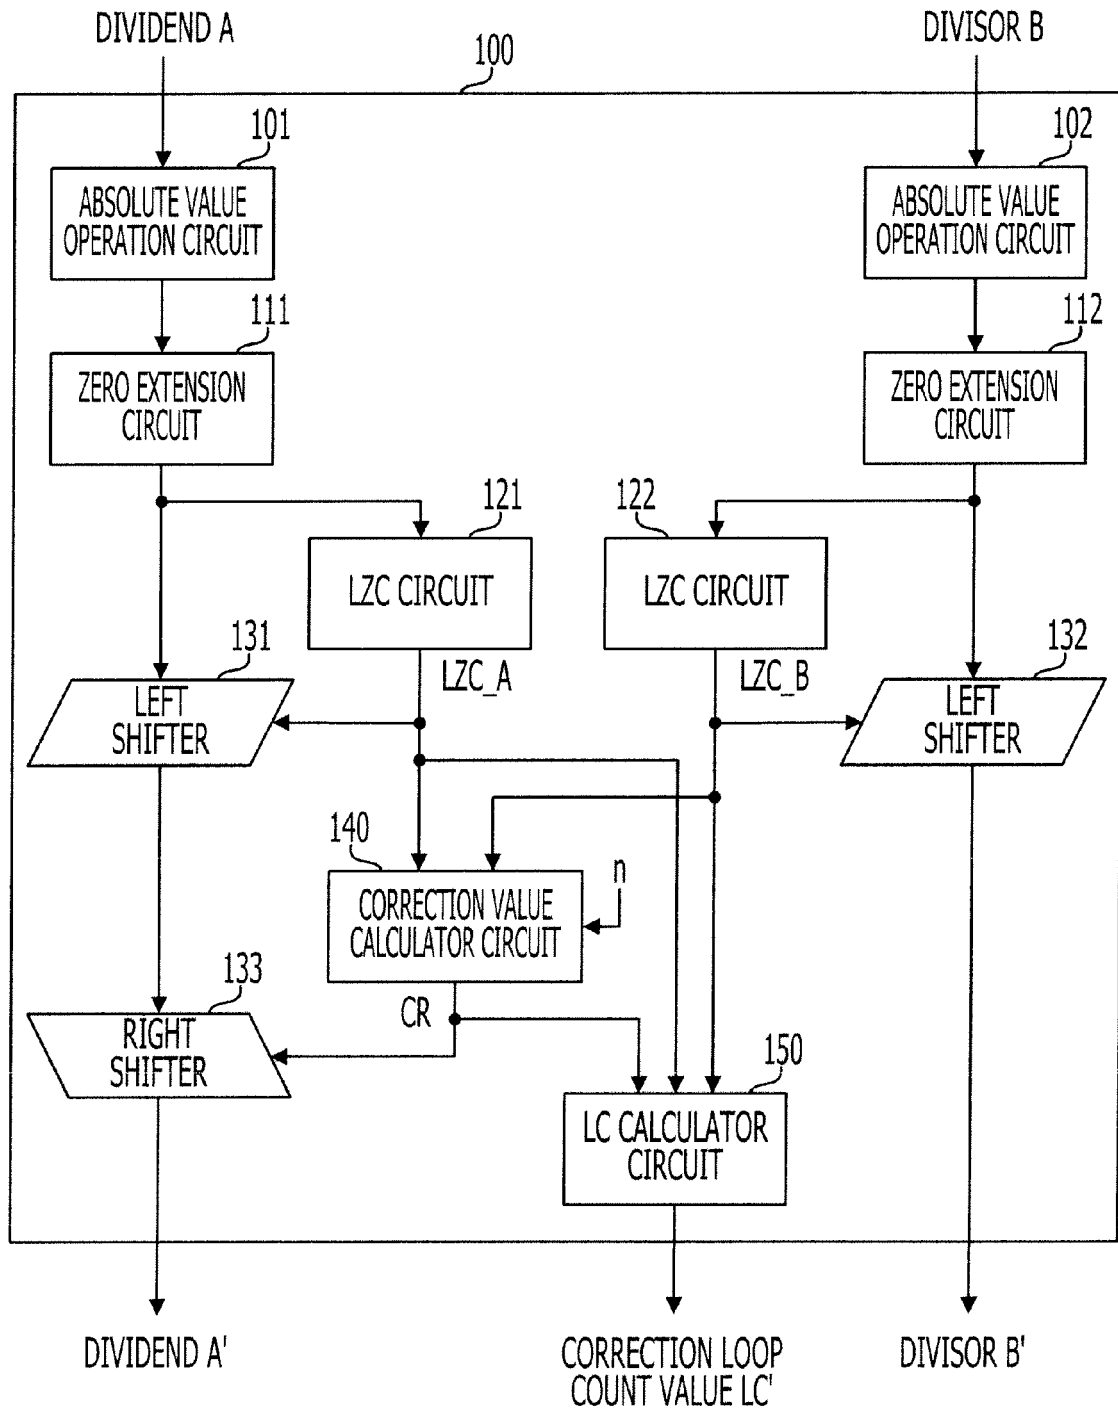 DIVIDEND A
DIVISOR B
100
101
102
ABSOLUTE VALUE
OPERATION CIRCUIT
ABSOLUTE VALUE
OPERATION CIRCUIT
111
112
ZERO EXTENSION
CIRCUIT
ZERO EXTENSION
CIRCUIT
121
122
LZC CIRCUIT
LZC CIRCUIT
131
132
LZC_A
LZC_B
LEFT
SHIFTER
LEFT
SHIFTER
140
n
CORRECTION VALUE
CALCULATOR CIRCUIT
133
CR
RIGHT
SHIFTER
150
LC CALCULATOR
CIRCUIT
DIVIDEND A'
CORRECTION LOOP
COUNT VALUE LC'
DIVISOR B'